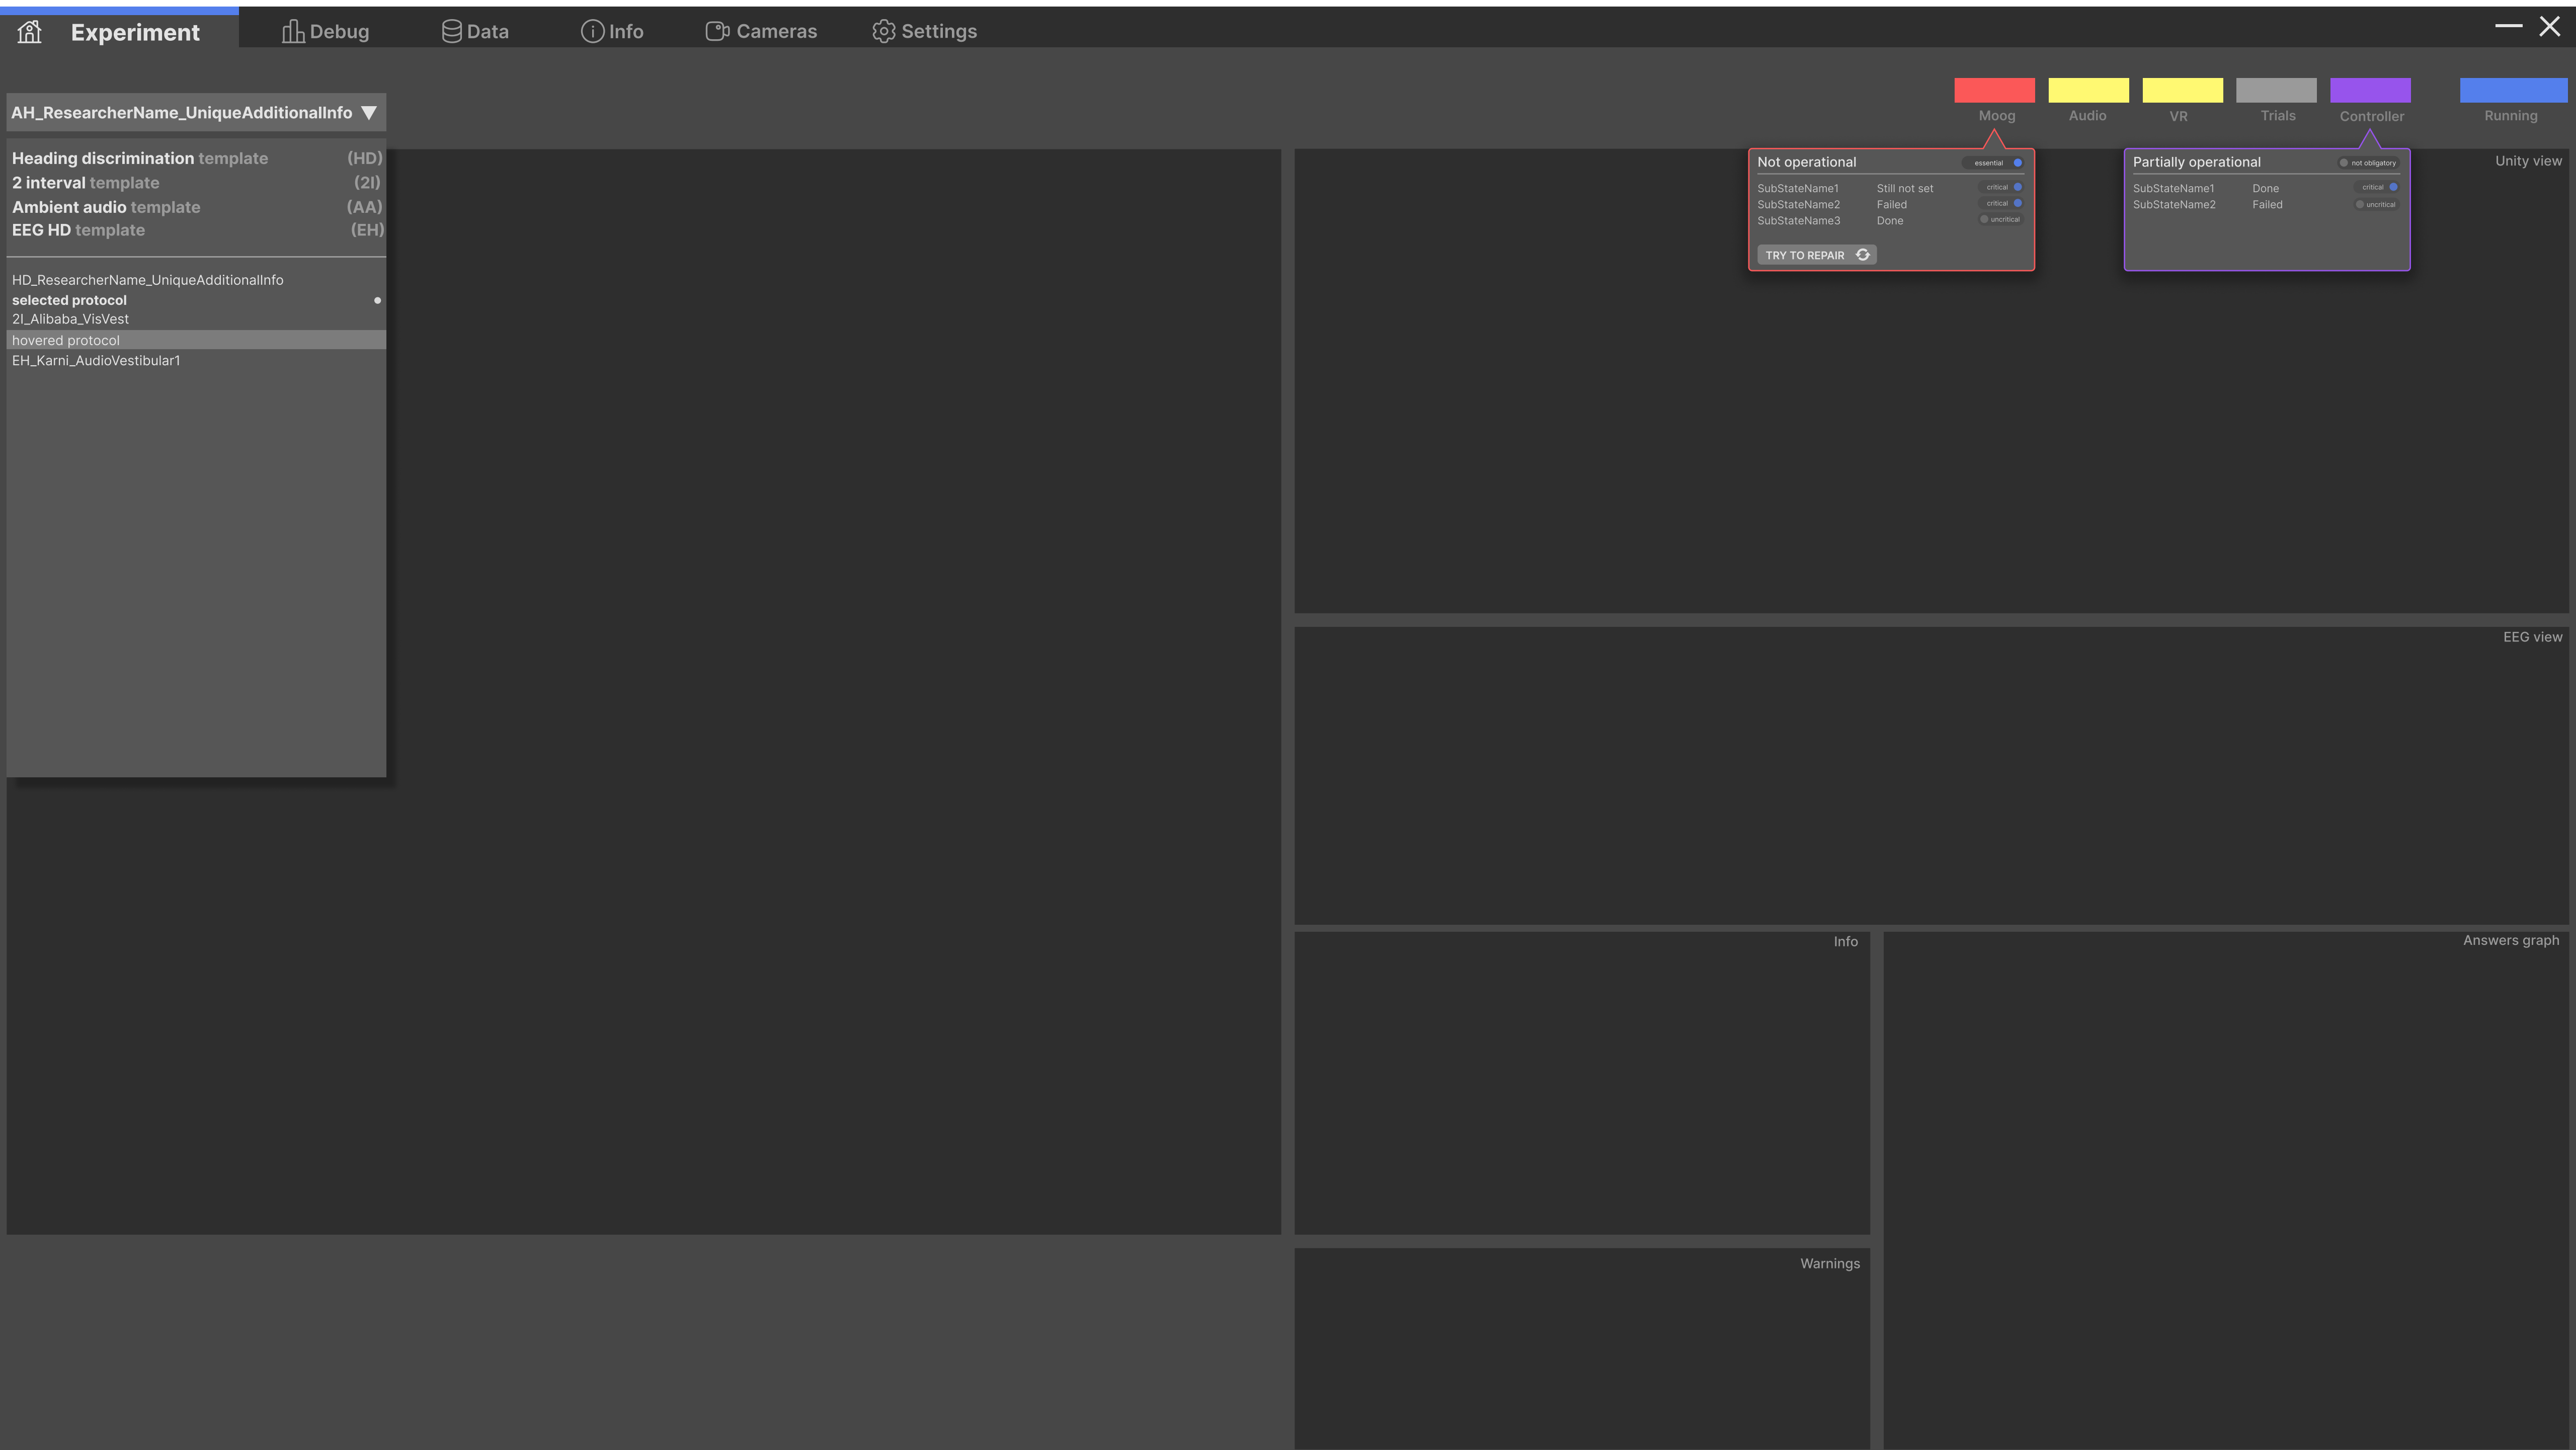 Experiment
Debug
Data
Info
Cameras
Settings
AH_ResearcherName_UniqueAdditionalInfo
Moog
Audio
VR
Trials
Controller
Running
Heading discrimination template (HD)
2 interval template (2I)
Ambient audio template (AA)
EEG HD template (EH)
HD_ResearcherName_UniqueAdditionalInfo
selected protocol
2I_Alibaba_VisVest
hovered protocol
EH_Karni_AudioVestibular1
Not operational essential
SubStateName1 Still not set critical
SubStateName2 Failed critical
SubStateName3 Done uncritical
TRY TO REPAIR
Partially operational not obligatory
SubStateName1 Done critical
SubStateName2 Failed uncritical
Unity view
EEG view
Info
Answers graph
Warnings